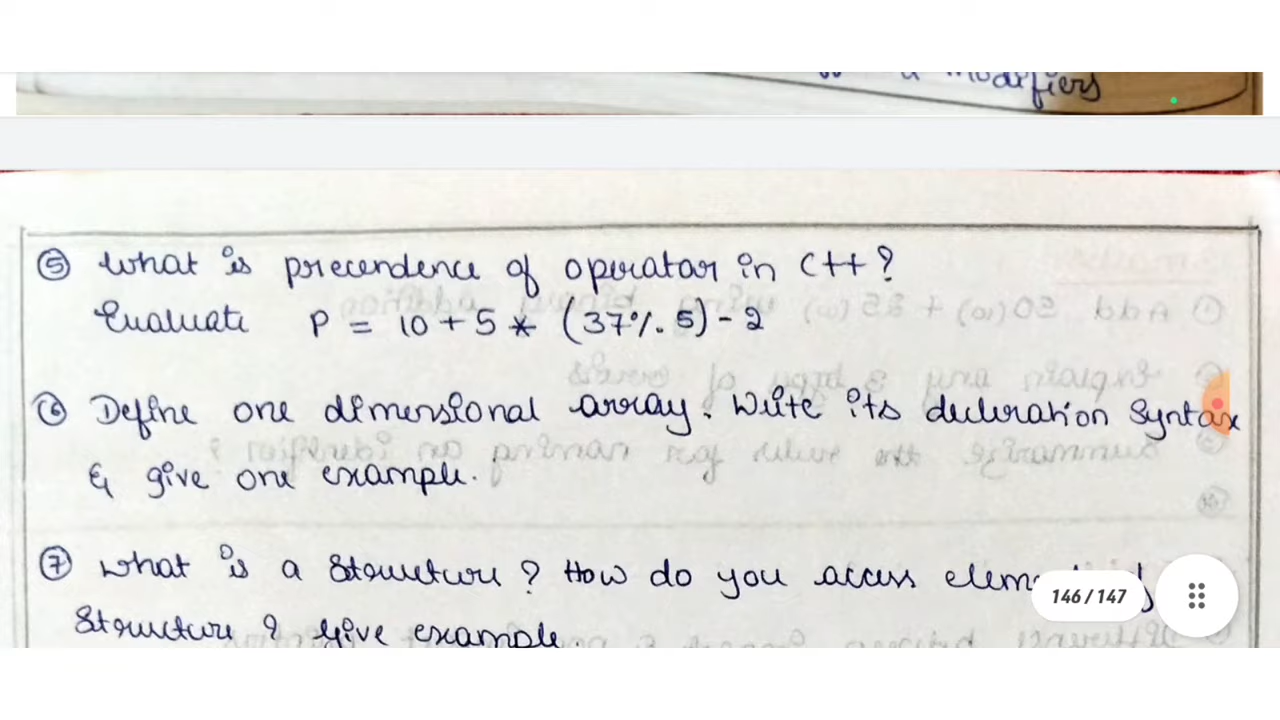 modifiers
⑤ What is precendence of operator in C++?
Evaluate P = 10 + 5 * (37 % 5) - 2
⑥ Define one dimensional array. Write its decleration Syntax
& give one example.
⑦ What is a Structure? How do you access
146 / 147
Structure? Give example.